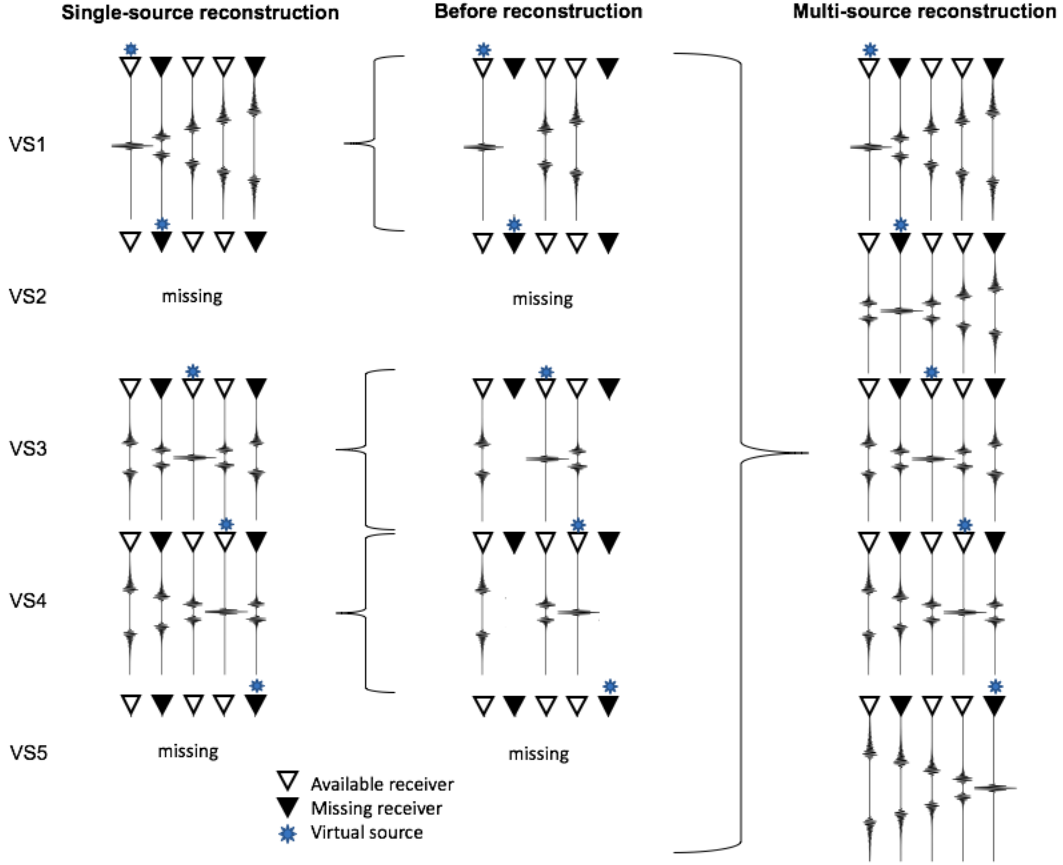 Single-source reconstruction
Before reconstruction
Multi-source reconstruction
VS1
VS2
missing
missing
VS3
VS4
VS5
missing
missing
Available receiver
Missing receiver
Virtual source